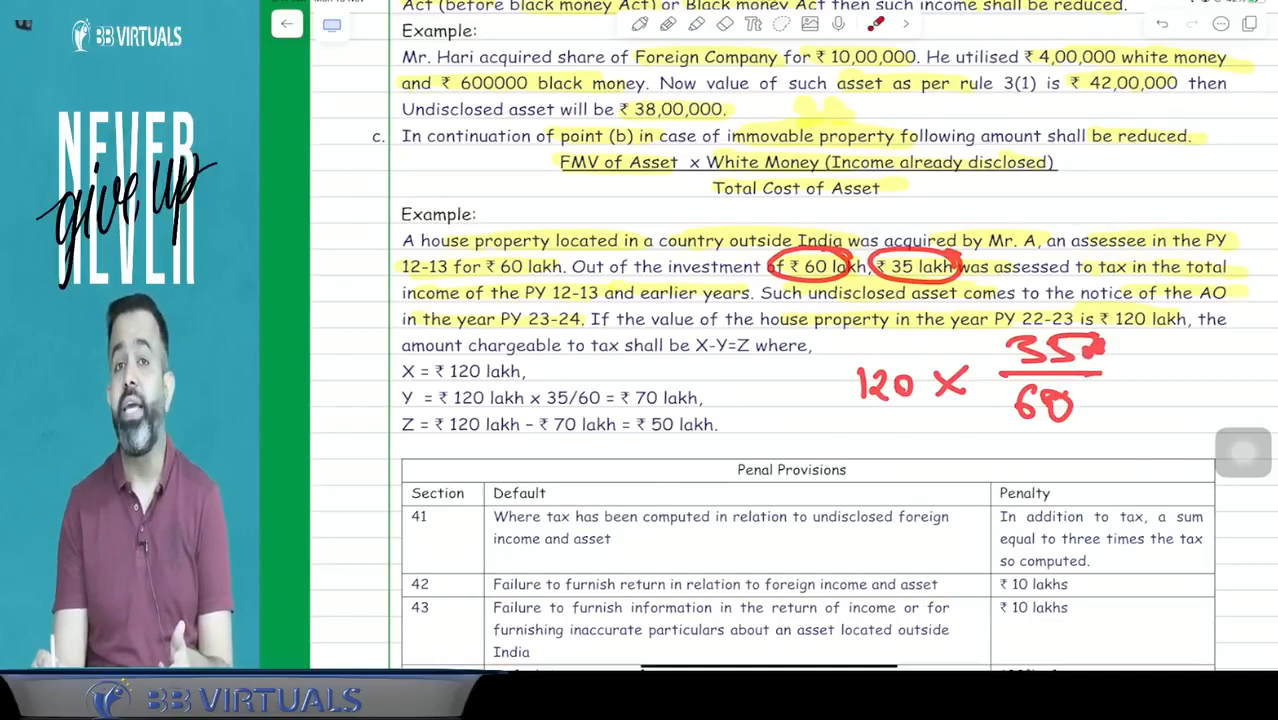 Act (before black money Act) or Black money Act then such income shall be reduced.
BB VIRTUALS
Example:
Mr. Hari acquired share of Foreign Company for ₹ 10,00,000. He utilised ₹ 4,00,000 white money
and ₹ 600000 black money. Now value of such asset as per rule 3(1) is ₹ 42,00,000 then
Undisclosed asset will be ₹ 38,00,000.
c. In continuation of point (b) in case of immovable property following amount shall be reduced.
FMV of Asset x White Money (Income already disclosed)
Total Cost of Asset
NEVER
give up
NEVER
Example:
A house property located in a country outside India was acquired by Mr. A, an assessee in the PY
12-13 for ₹ 60 lakh. Out of the investment of ₹ 60 lakh, ₹ 35 lakh was assessed to tax in the total
income of the PY 12-13 and earlier years. Such undisclosed asset comes to the notice of the AO
in the year PY 23-24. If the value of the house property in the year PY 22-23 is ₹ 120 lakh, the
amount chargeable to tax shall be X-Y=Z where,
X = ₹ 120 lakh,
Y = ₹ 120 lakh x 35/60 = ₹ 70 lakh,
Z = ₹ 120 lakh – ₹ 70 lakh = ₹ 50 lakh.
120 x 35
60
Penal Provisions
Section Default Penalty
41 Where tax has been computed in relation to undisclosed foreign income and asset In addition to tax, a sum
equal to three times the tax
so computed.
42 Failure to furnish return in relation to foreign income and asset ₹ 10 lakhs
43 Failure to furnish information in the return of income or for ₹ 10 lakhs
furnishing inaccurate particulars about an asset located outside
India
BB VIRTUALS